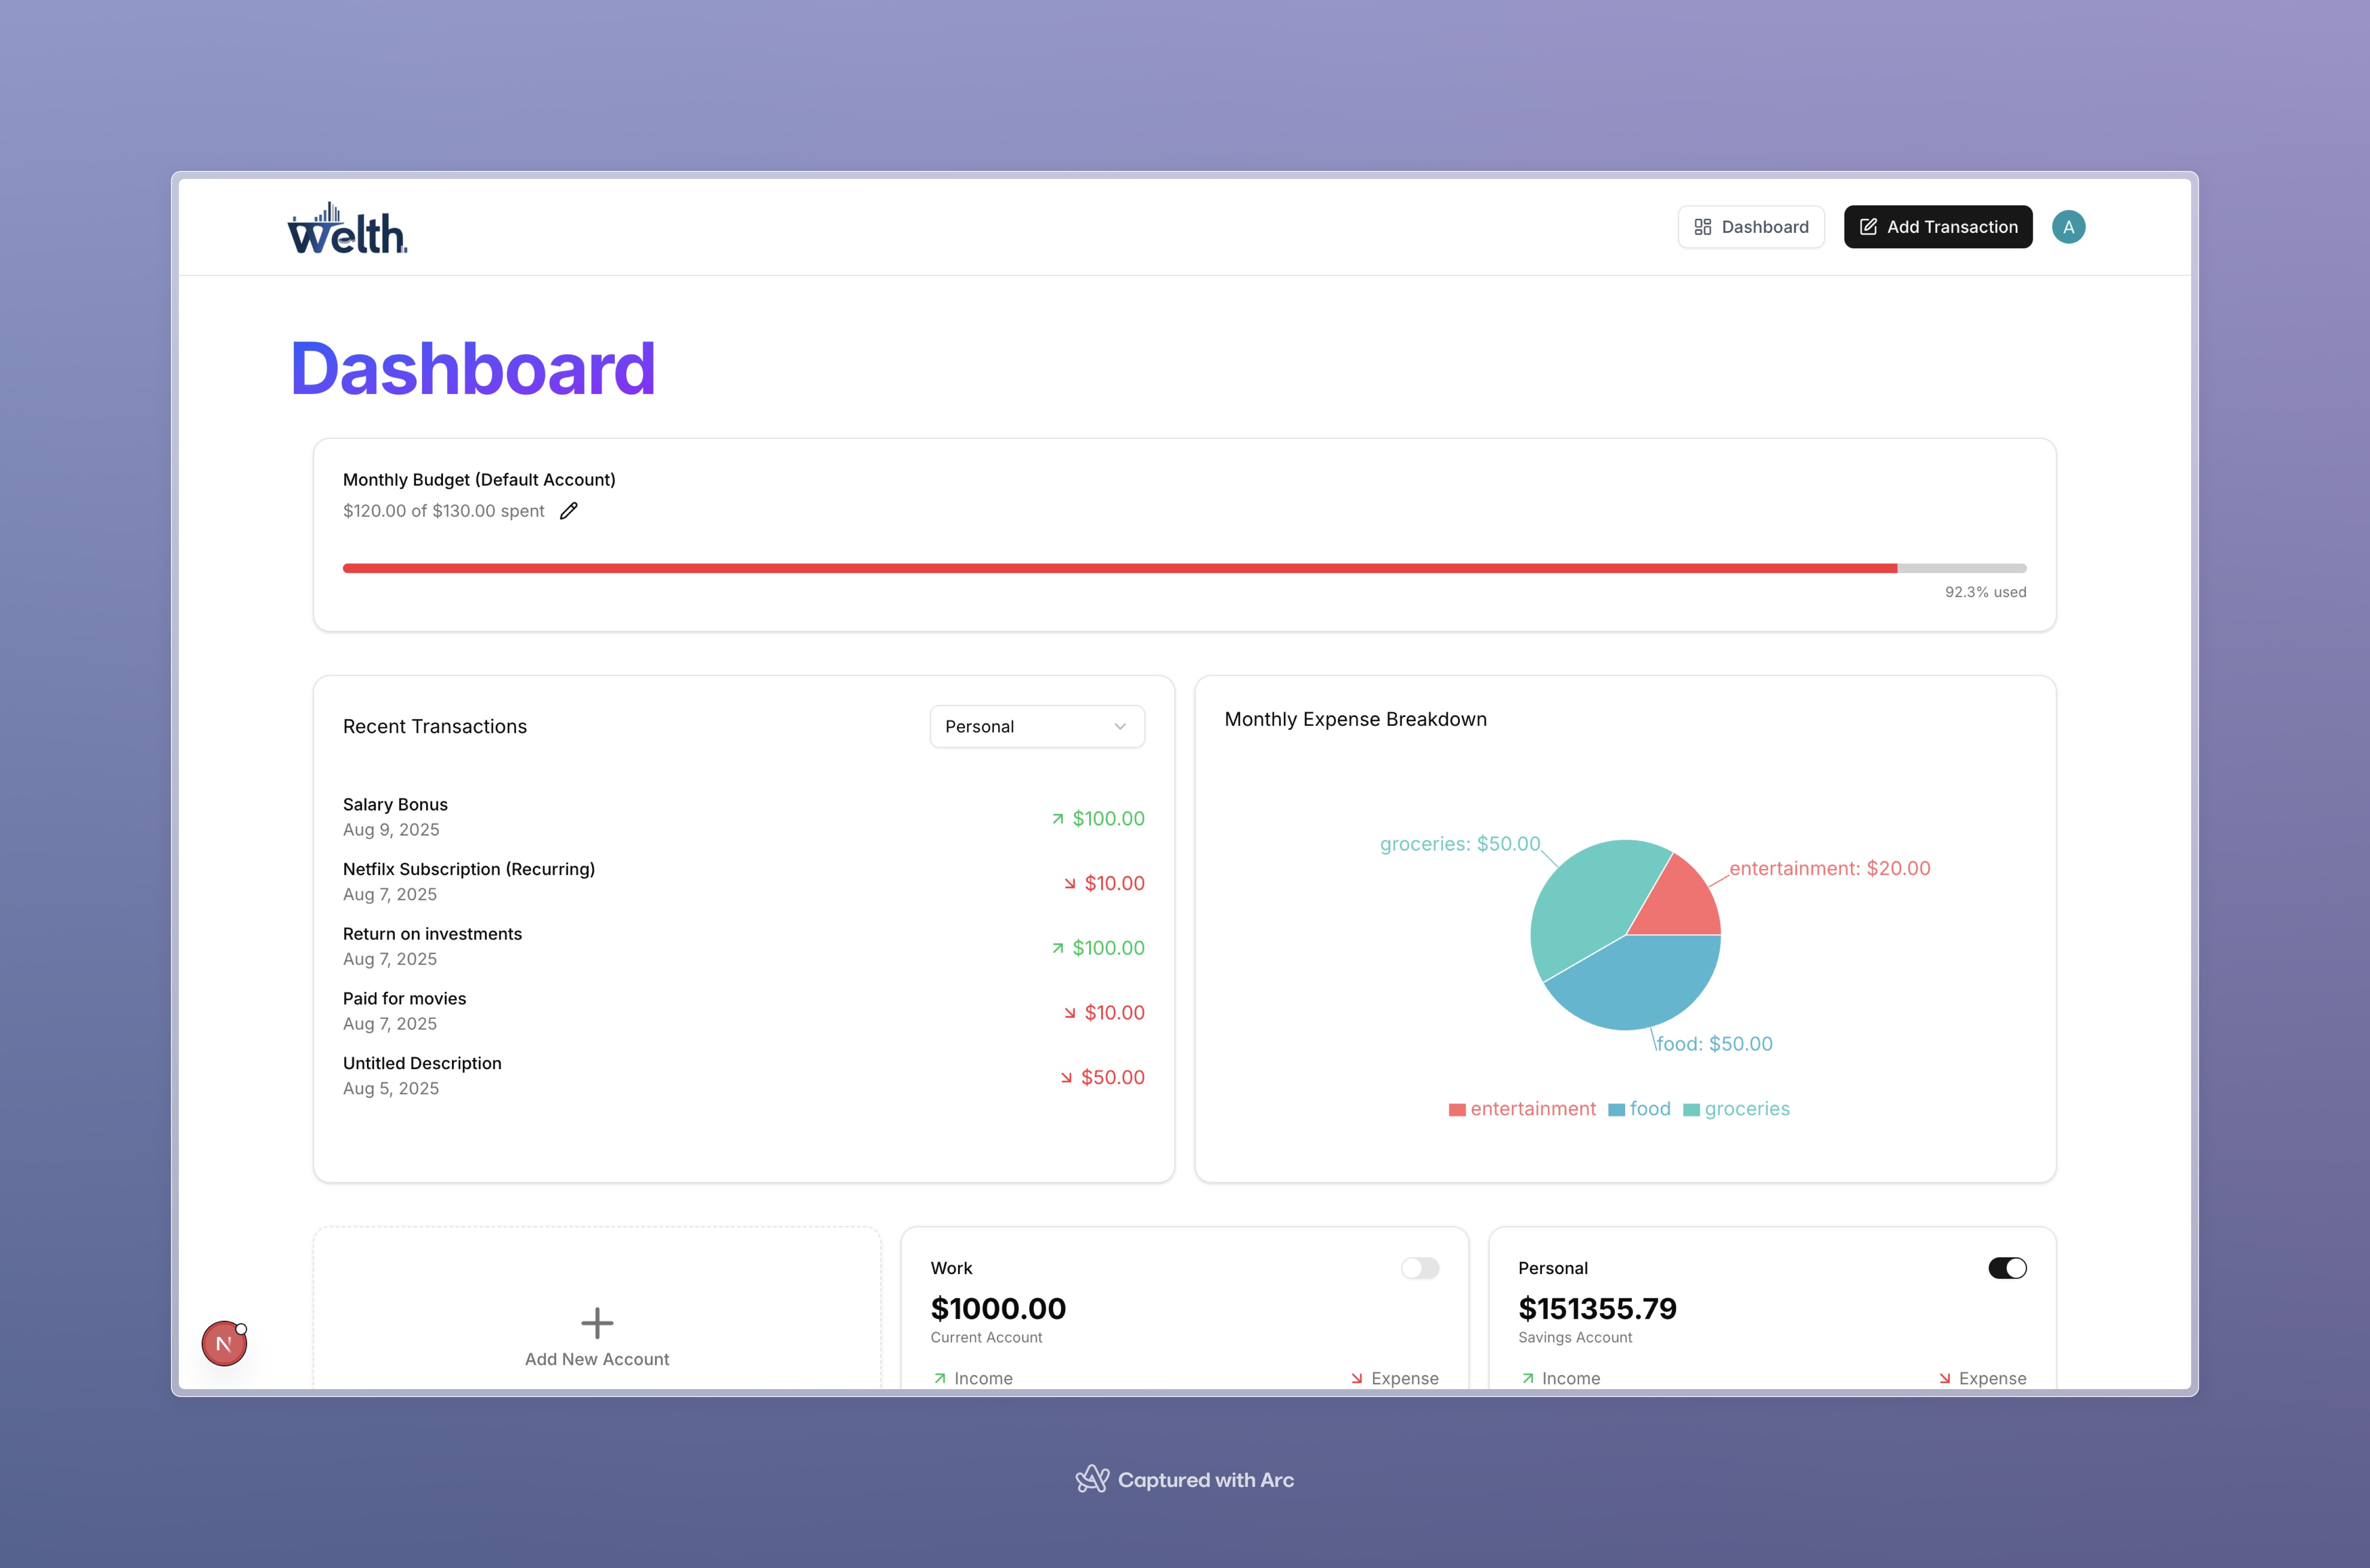 Welth
Dashboard
Add Transaction
A
Dashboard
Monthly Budget (Default Account)
$120.00 of $130.00 spent
92.3% used
Recent Transactions
Personal
Salary Bonus
Aug 9, 2025
$100.00
Netfilx Subscription (Recurring)
Aug 7, 2025
$10.00
Return on investments
Aug 7, 2025
$100.00
Paid for movies
Aug 7, 2025
$10.00
Untitled Description
Aug 5, 2025
$50.00
Monthly Expense Breakdown
groceries: $50.00
entertainment: $20.00
food: $50.00
entertainment food groceries
Add New Account
Work
$1000.00
Current Account
Income Expense
Personal
$151355.79
Savings Account
Income Expense
N
Captured with Arc